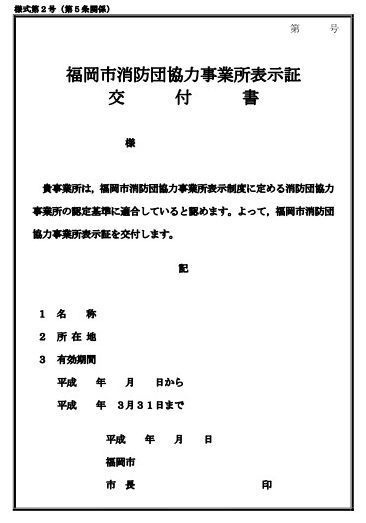 様式第２号（第５条関係）
第　　号
福岡市消防団協力事業所表示証
交　　付　　書
様
貴事業所は，福岡市消防団協力事業所表示制度に定める消防団協力
事業所の認定基準に適合していると認めます。よって，福岡市消防団
協力事業所表示証を交付します。
記
１　名　　称
２　所 在 地
３　有効期間
平成　　年　　月　　日から
平成　　年　３月３１日まで
平成　　年　　月　　日
福岡市
市　長　　　　　　　　　　印